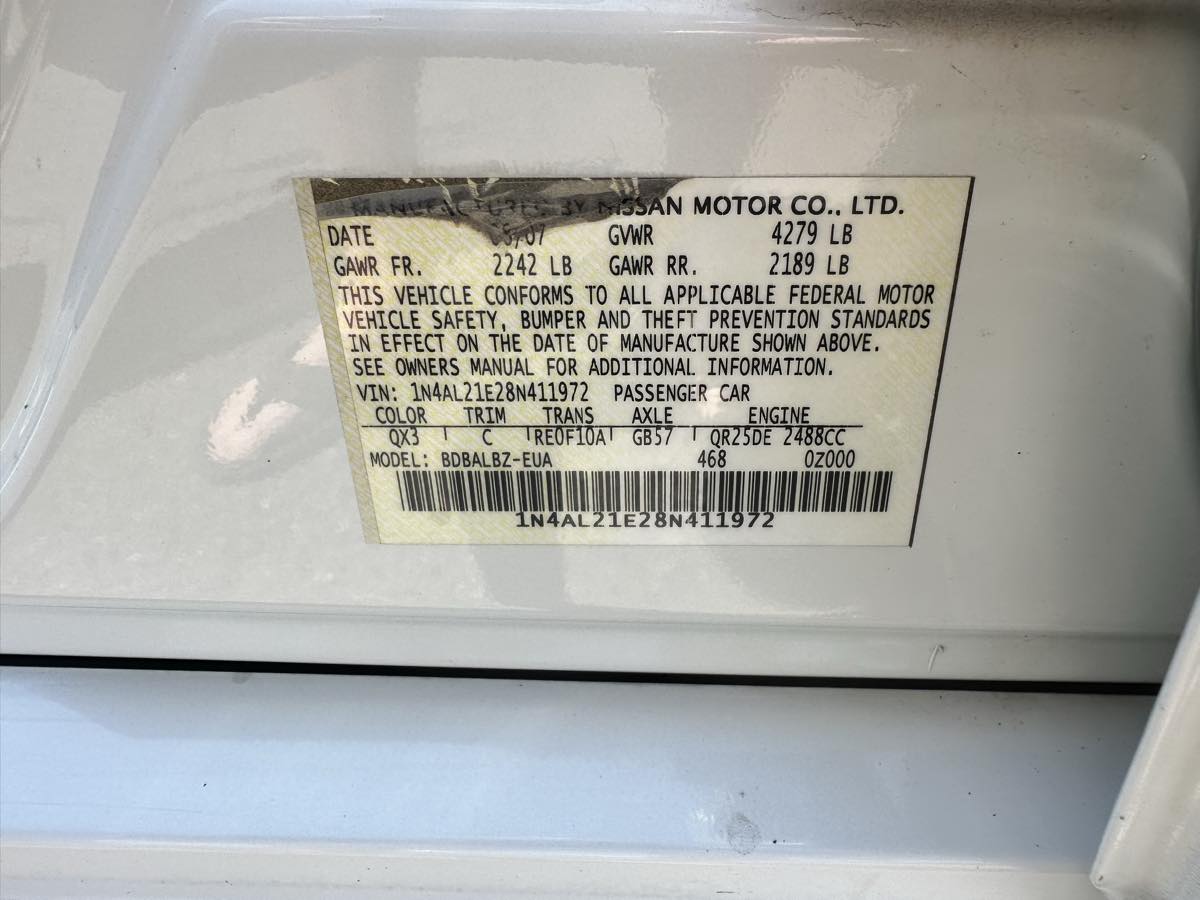 MANUFACTURED BY NISSAN MOTOR CO., LTD.
DATE /07 GVWR 4279 LB
GAWR FR. 2242 LB GAWR RR. 2189 LB
THIS VEHICLE CONFORMS TO ALL APPLICABLE FEDERAL MOTOR
VEHICLE SAFETY, BUMPER AND THEFT PREVENTION STANDARDS
IN EFFECT ON THE DATE OF MANUFACTURE SHOWN ABOVE.
SEE OWNERS MANUAL FOR ADDITIONAL INFORMATION.
VIN: 1N4AL21E28N411972 PASSENGER CAR
COLOR TRIM TRANS AXLE ENGINE
QX3 C RE0F10A GB57 QR25DE 2488CC
MODEL: BDBALBZ-EUA 468 0Z000
1N4AL21E28N411972